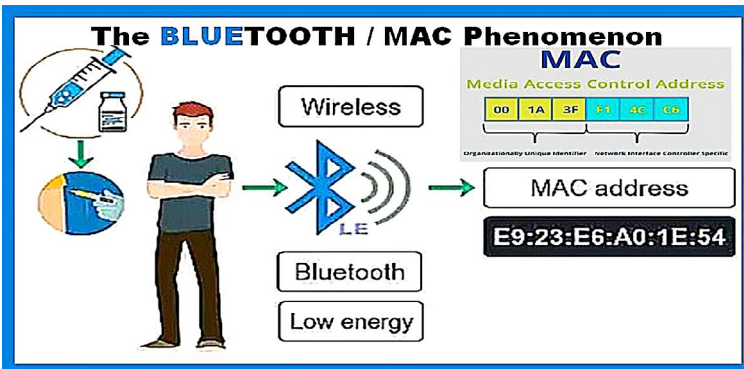 The BLUETOOTH / MAC Phenomenon
MAC
Media Access Control Address
00 1A 3F F1 4C C6
Organizationally Unique Identifier Network Interface Controller Specific
Wireless
LE
Bluetooth
Low energy
MAC address
E9:23:E6:A0:1E:54